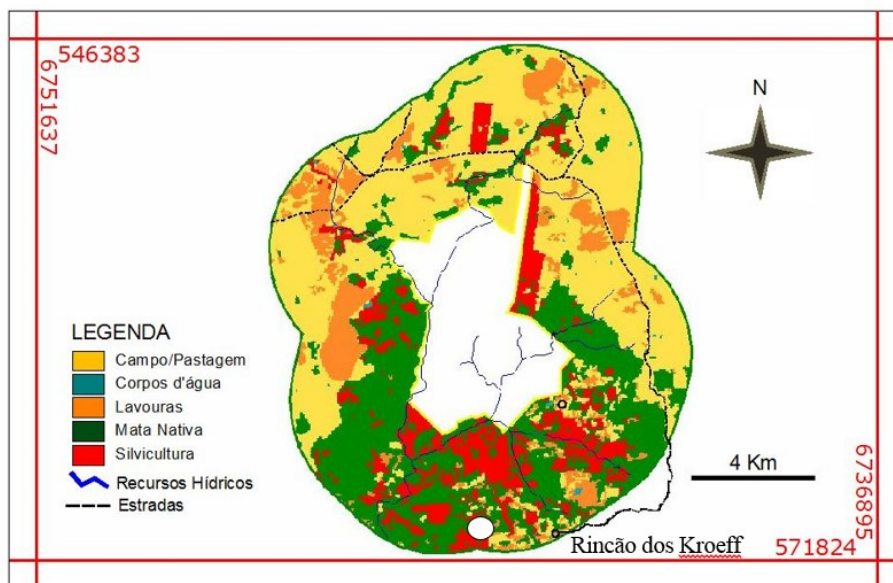 546383
6751637
N
LEGENDA
Campo/Pastagem
Corpos d'água
Lavouras
Mata Nativa
Silvicultura
Recursos Hídricos
Estradas
4 Km
6736895
Rincão dos Kroeff
571824